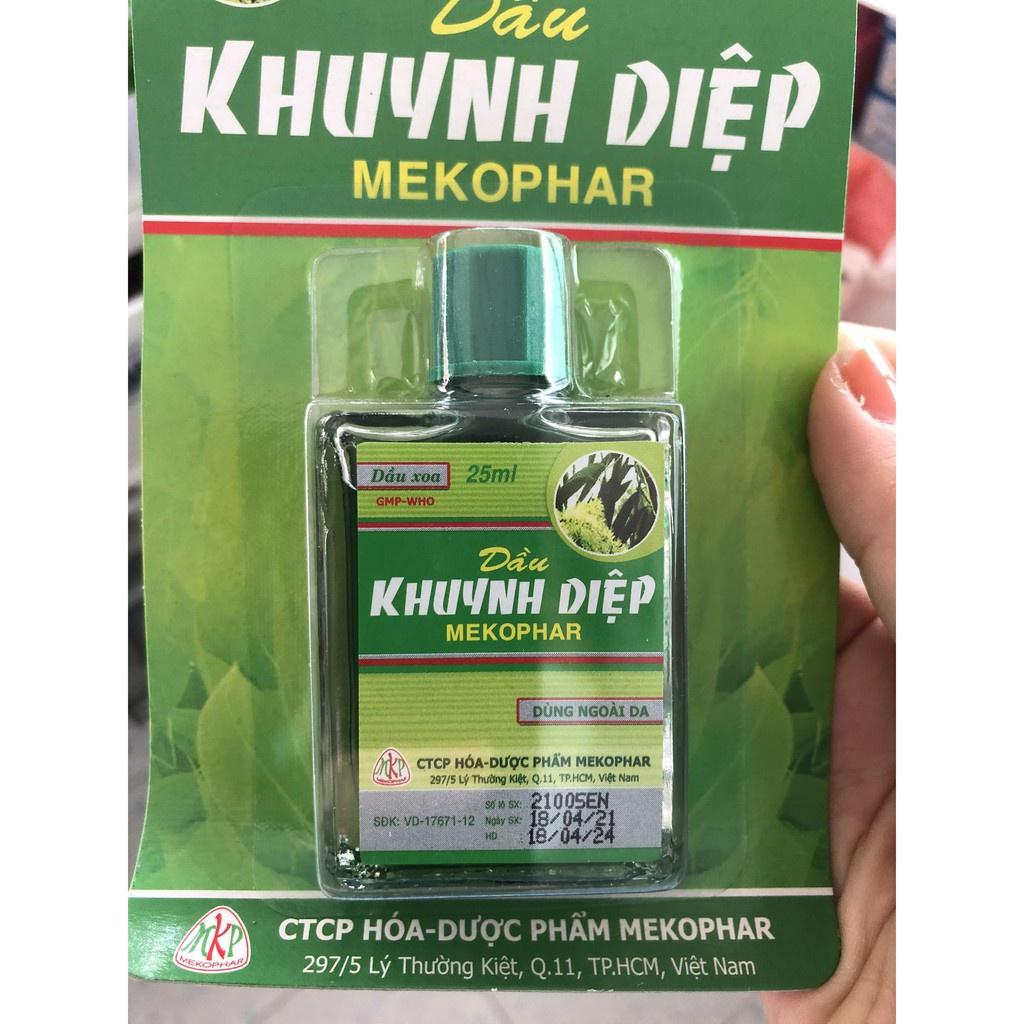 Dầu
KHUYNH DIỆP
MEKOPHAR
Dầu xoa 25ml
GMP-WHO
Dầu
KHUYNH DIỆP
MEKOPHAR
DÙNG NGOÀI DA
MKP
MEKOPHAR
CTCP HÓA-DƯỢC PHẨM MEKOPHAR
297/5 Lý Thường Kiệt, Q.11, TP.HCM, Việt Nam
SĐK: VD-17671-12
Số lô SX: 21005EN
Ngày SX: 18/04/21
HD : 18/04/24
MKP
MEKOPHAR
CTCP HÓA-DƯỢC PHẨM MEKOPHAR
297/5 Lý Thường Kiệt, Q.11, TP.HCM, Việt Nam